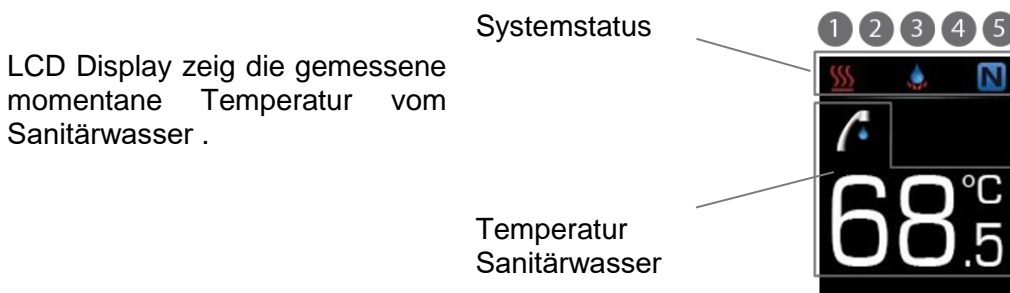 LCD Display zeig die gemessene
momentane Temperatur vom
Sanitärwasser .
Systemstatus
1 2 3 4 5
N
Temperatur
Sanitärwasser
68.5 °C